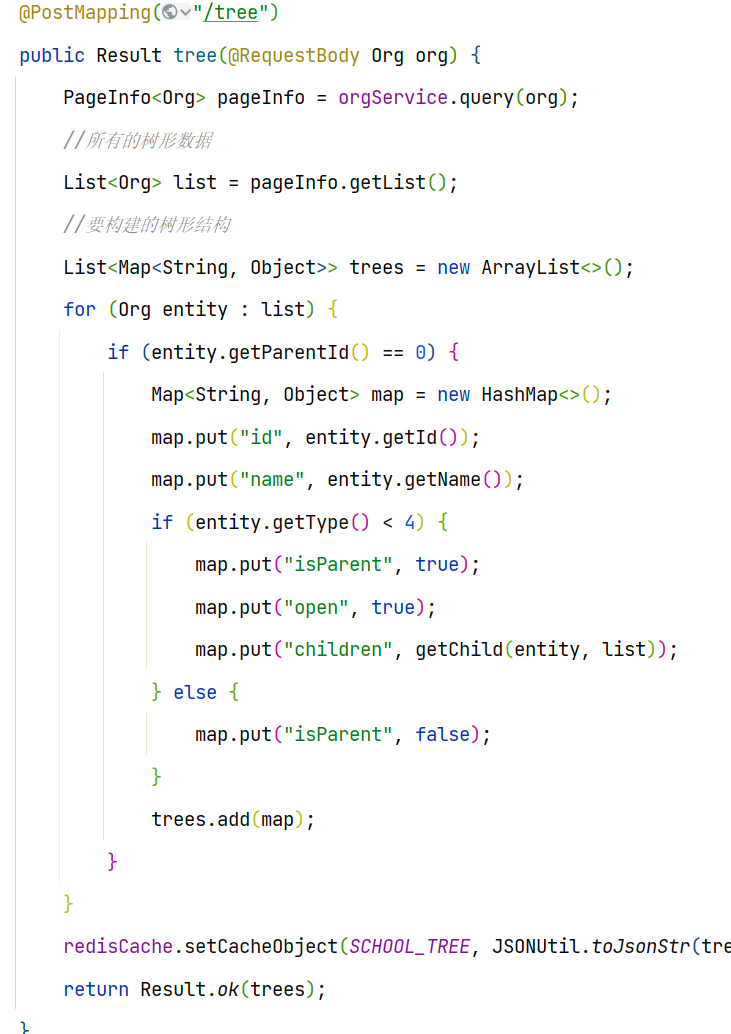 @PostMapping("/tree")
public Result tree(@RequestBody Org org) {
PageInfo<Org> pageInfo = orgService.query(org);
//所有的树形数据
List<Org> list = pageInfo.getList();
//要构建的树形结构
List<Map<String, Object>> trees = new ArrayList<>();
for (Org entity : list) {
if (entity.getParentId() == 0) {
Map<String, Object> map = new HashMap<>();
map.put("id", entity.getId());
map.put("name", entity.getName());
if (entity.getType() < 4) {
map.put("isParent", true);
map.put("open", true);
map.put("children", getChild(entity, list));
} else {
map.put("isParent", false);
}
trees.add(map);
}
}
redisCache.setCacheObject(SCHOOL_TREE, JSONUtil.toJsonStr(tre
return Result.ok(trees);
}